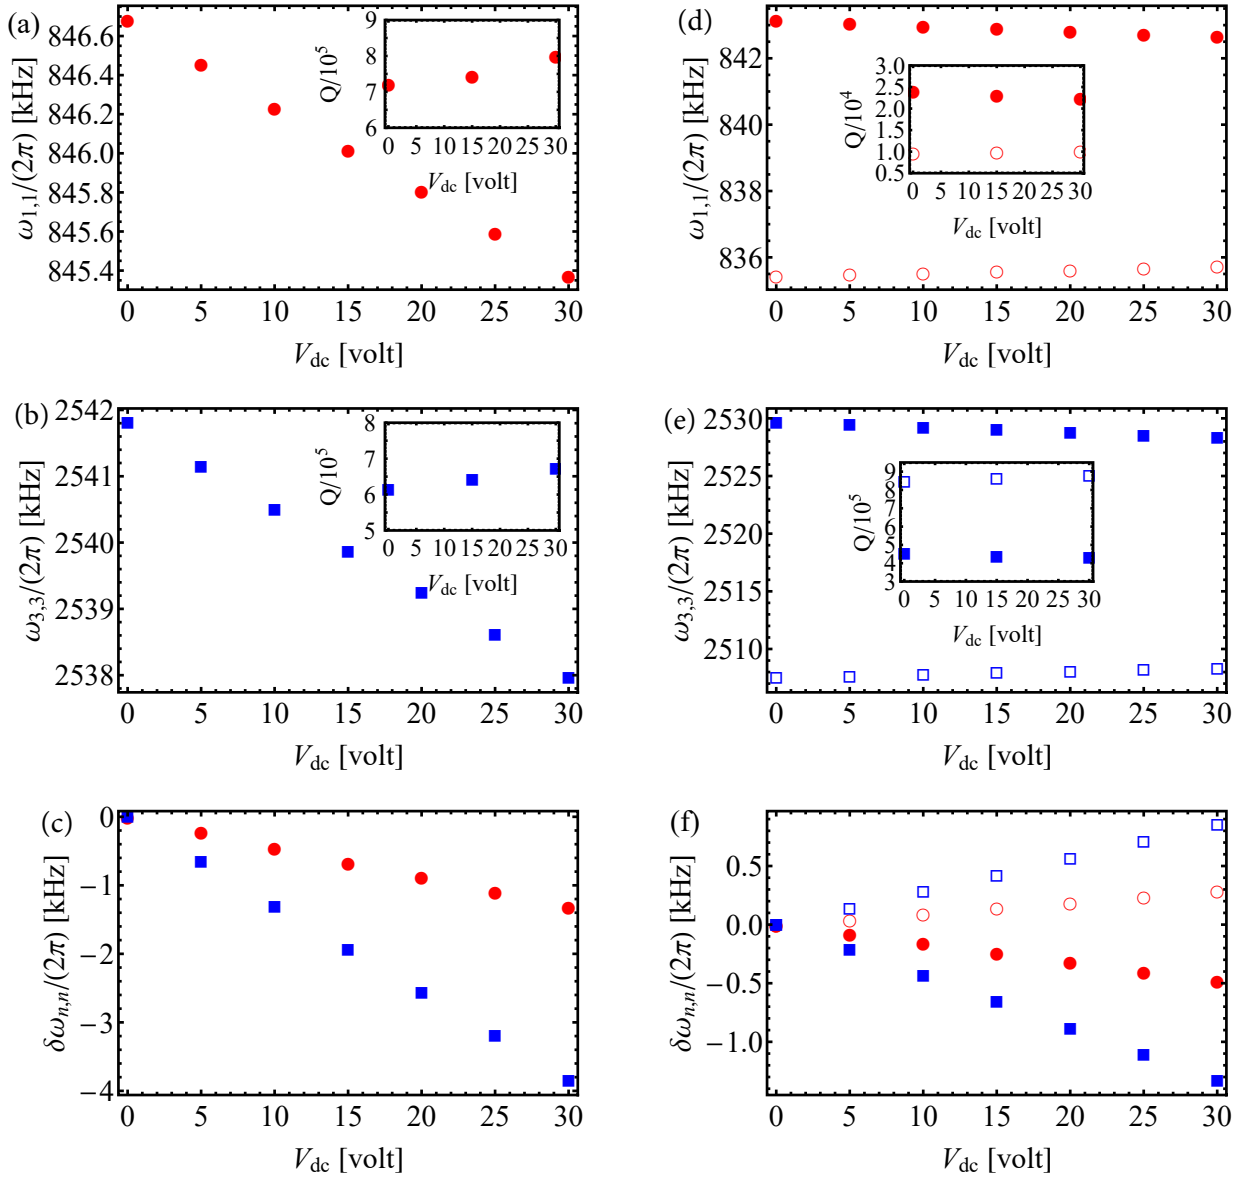 (a)
ω1,1/(2π) [kHz]
846.6
846.4
846.2
846.0
845.8
845.6
845.4
0 5 10 15 20 25 30
Vdc [volt]
Q/10^5
9
8
7
6
0 5 10 15 20 25 30
Vdc [volt]
(d)
ω1,1/(2π) [kHz]
842
840
838
836
0 5 10 15 20 25 30
Vdc [volt]
Q/10^4
3.0
2.5
2.0
1.5
1.0
0.5
0 5 10 15 20 25 30
Vdc [volt]
(b)
ω3,3/(2π) [kHz]
2542
2541
2540
2539
2538
0 5 10 15 20 25 30
Vdc [volt]
Q/10^5
8
7
6
5
0 5 10 15 20 25 30
Vdc [volt]
(e)
ω3,3/(2π) [kHz]
2530
2525
2520
2515
2510
0 5 10 15 20 25 30
Vdc [volt]
Q/10^5
9
8
7
6
5
4
3
0 5 10 15 20 25 30
Vdc [volt]
(c)
δωn,n/(2π) [kHz]
0
−1
−2
−3
−4
0 5 10 15 20 25 30
Vdc [volt]
(f)
δωn,n/(2π) [kHz]
0.5
0.0
−0.5
−1.0
0 5 10 15 20 25 30
Vdc [volt]